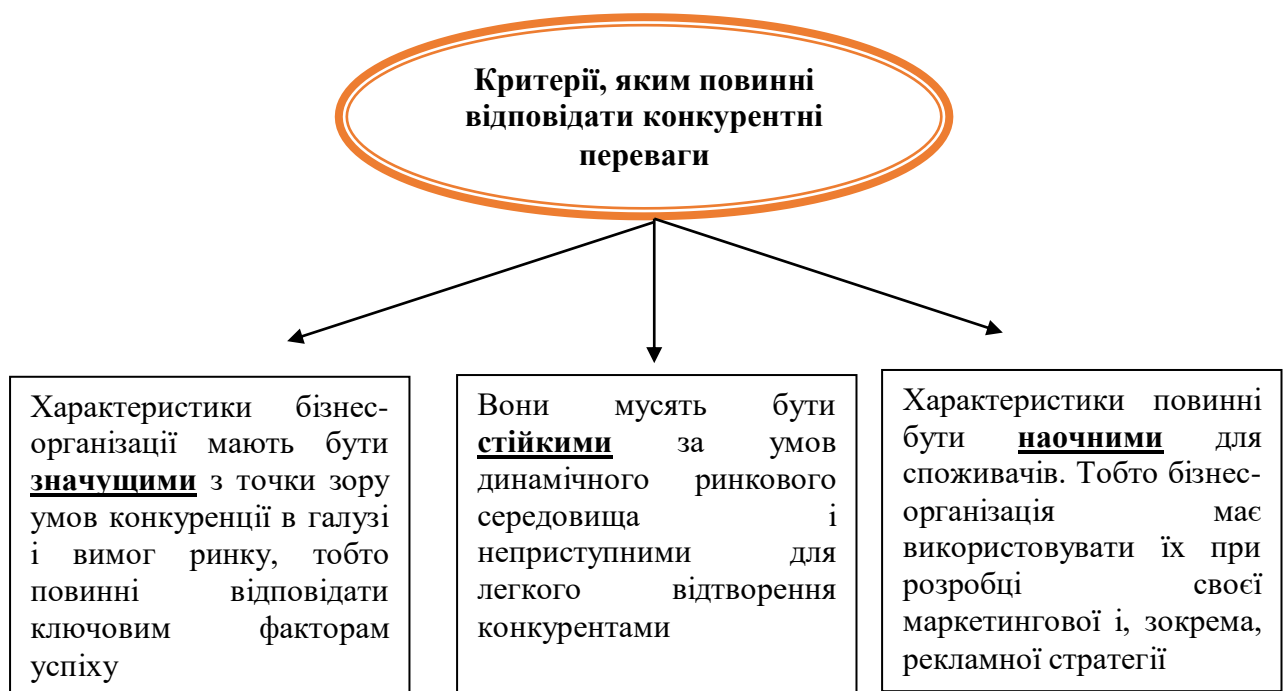 Критерії, яким повинні
відповідати конкурентні
переваги
Характеристики бізнес-
організації мають бути
значущими з точки зору
умов конкуренції в галузі
і вимог ринку, тобто
повинні відповідати
ключовим факторам
успіху
Вони мусять бути
стійкими за умов
динамічного ринкового
середовища і
неприступними для
легкого відтворення
конкурентами
Характеристики повинні
бути наочними для
споживачів. Тобто бізнес-
організація має
використовувати їх при
розробці своєї
маркетингової і, зокрема,
рекламної стратегії